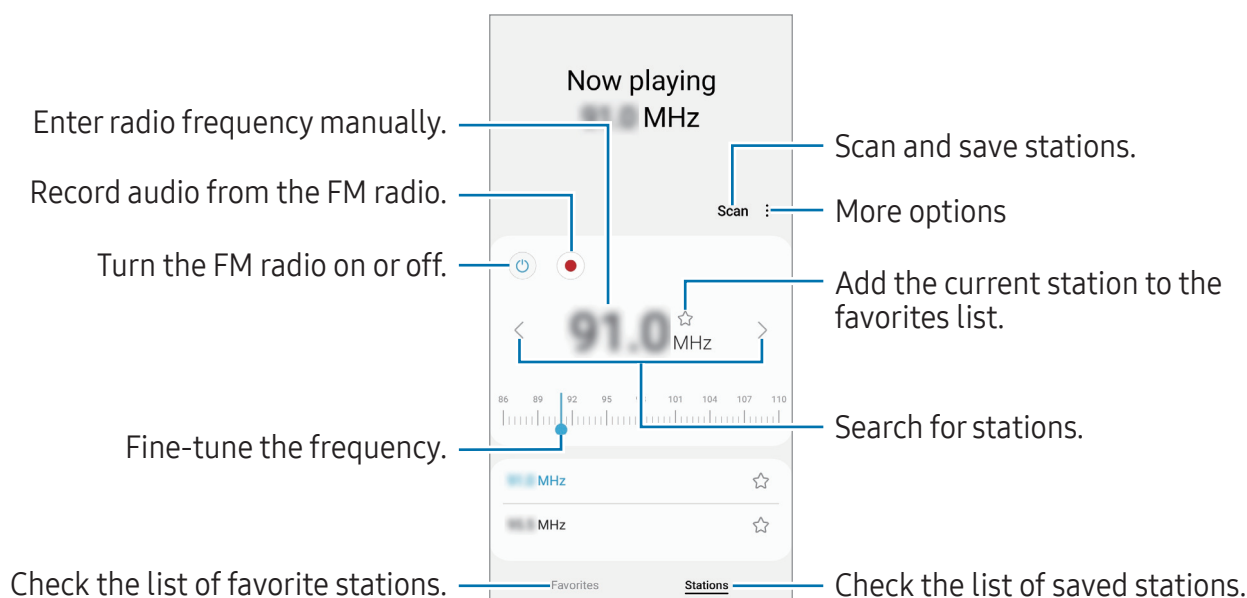 Now playing
MHz
Enter radio frequency manually.
Scan and save stations.
Record audio from the FM radio.
Scan
More options
Turn the FM radio on or off.
Add the current station to the
favorites list.
91.0
MHz
86 89 92 95 101 104 107 110
Search for stations.
Fine-tune the frequency.
MHz
MHz
Check the list of favorite stations.
Favorites
Stations
Check the list of saved stations.